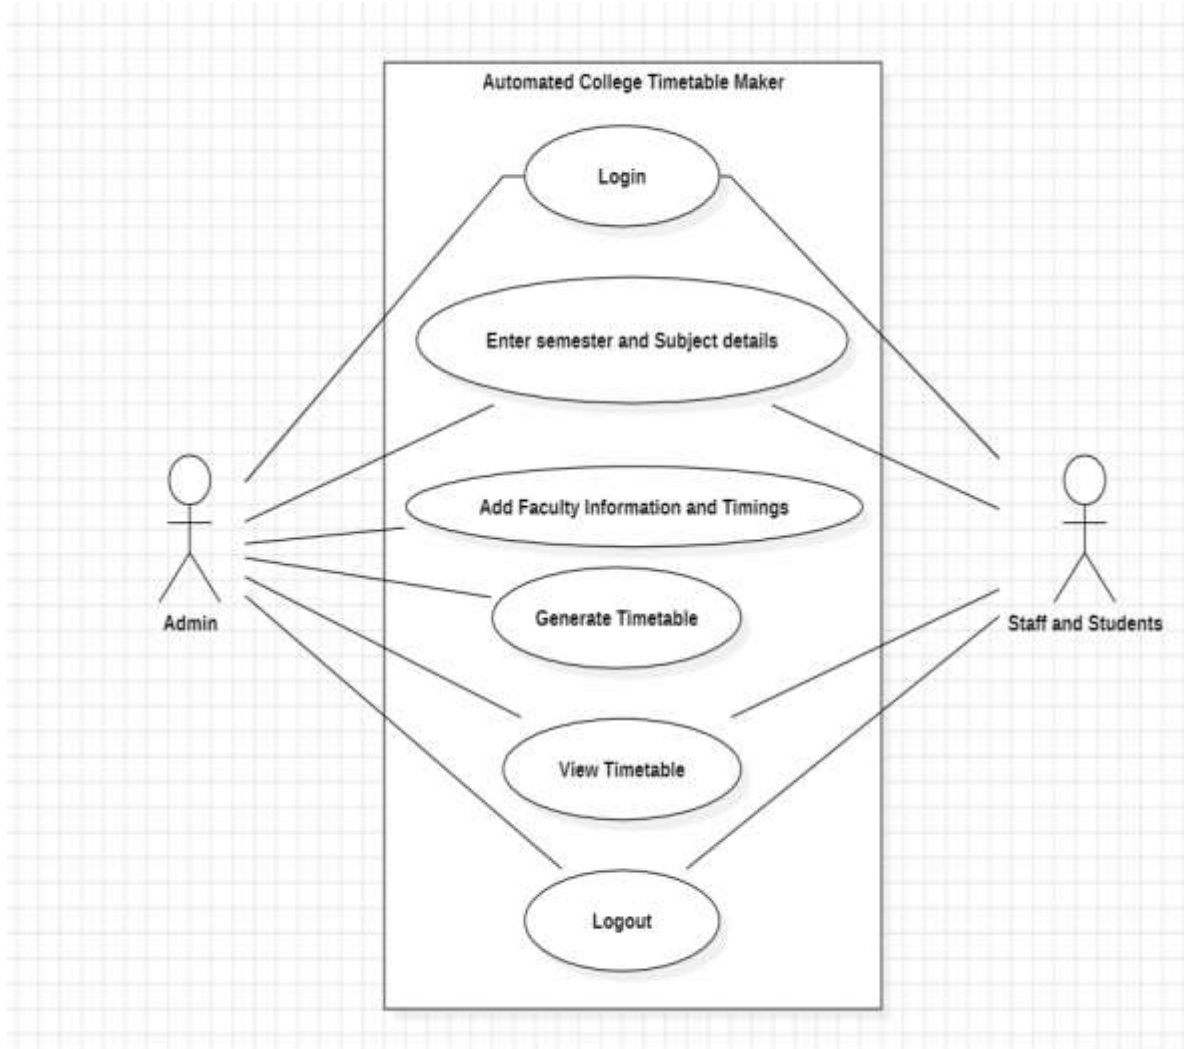 Automated College Timetable Maker
Login
Enter semester and Subject details
Add Faculty Information and Timings
Generate Timetable
Admin
Staff and Students
View Timetable
Logout